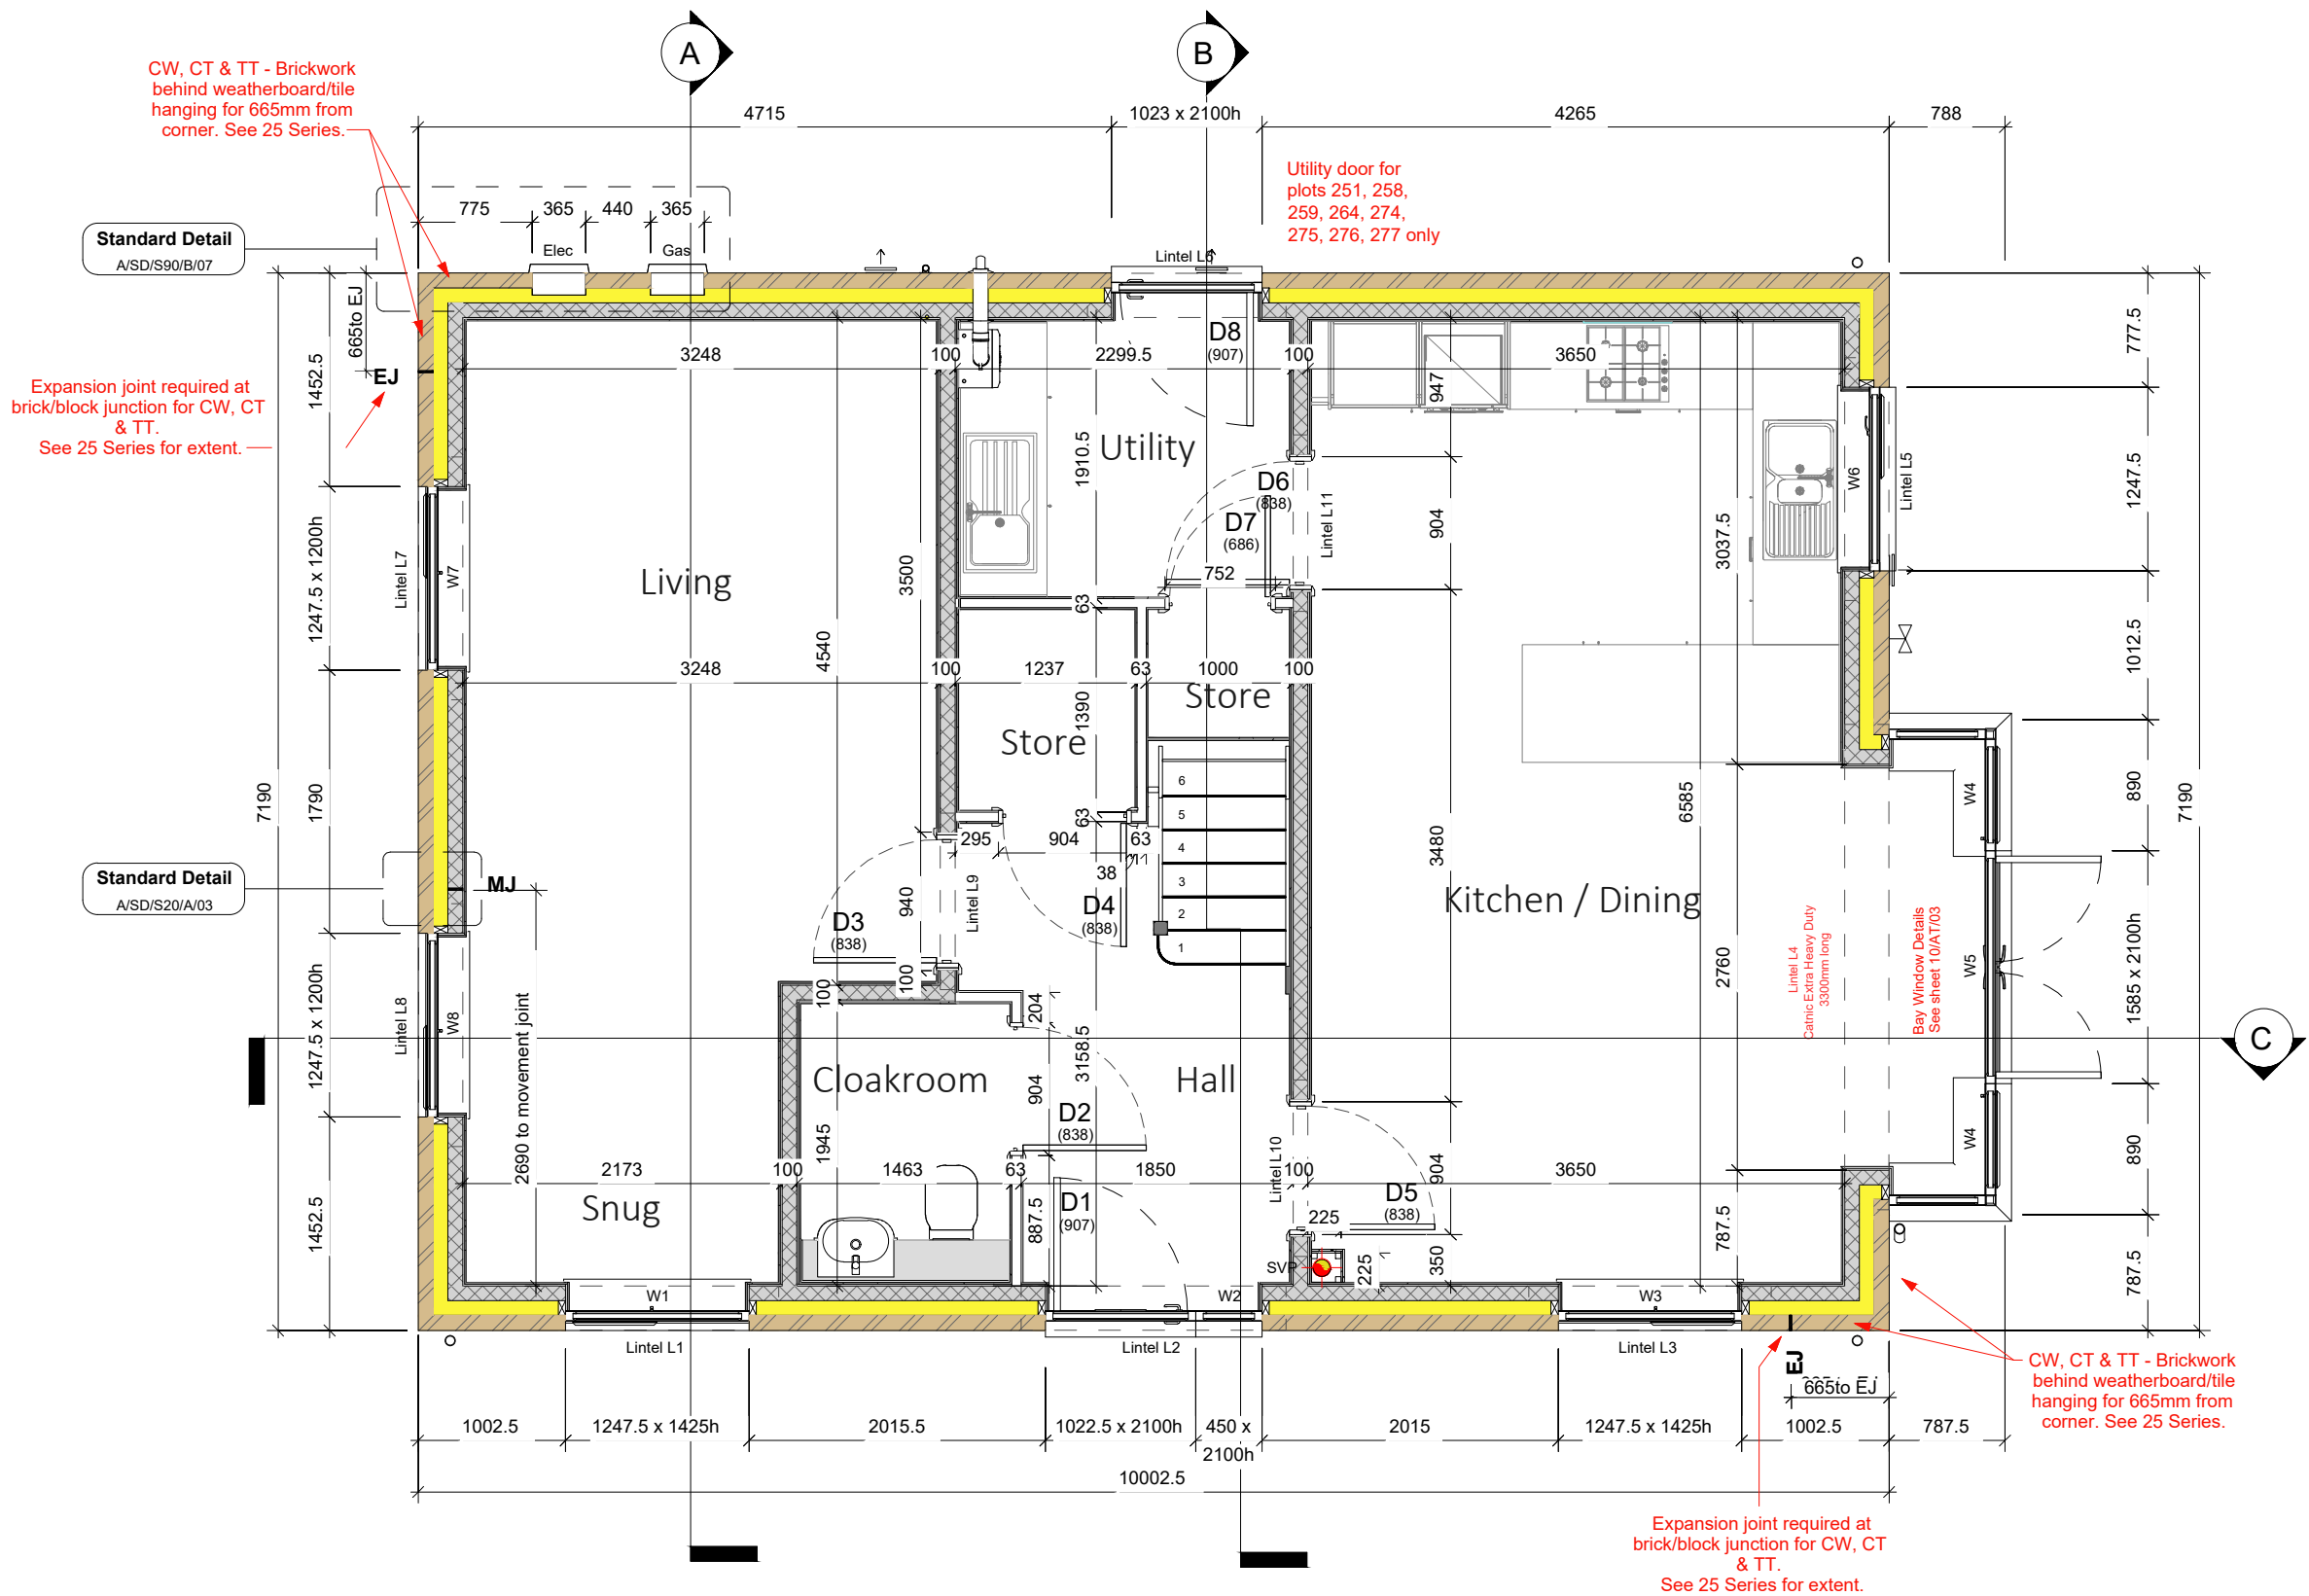 A
B
CW, CT & TT - Brickwork
behind weatherboard/tile
hanging for 665mm from
corner. See 25 Series.
4715
1023 x 2100h
4265
788
Utility door for
plots 251, 258,
259, 264, 274,
275, 276, 277 only
775
365
440
365
Standard Detail
A/SD/S90/B/07
Elec
Gas
Lintel L6
665to EJ
1452.5
777.5
D8
(907)
3248
100
2299.5
100
3650
EJ
947
Expansion joint required at
brick/block junction for CW, CT
& TT.
See 25 Series for extent.
Utility
1910.5
D6
(838)
W6
Lintel L5
1247.5
Lintel L11
904
D7
(686)
3037.5
1247.5 x 1200h
Lintel L7
W7
Living
3500
752
63
4540
1012.5
3248
100
1237
63
1000
100
Store
1390
Store
7190
1790
6
5
4
3
2
1
6585
890
W4
7190
63
295
904
63
38
3480
Standard Detail
A/SD/S20/A/03
MJ
940
Lintel L9
D3
(838)
D4
(838)
Kitchen / Dining
Lintel L4
Catnic Extra Heavy Duty
3300mm long
Bay Window Details
See sheet 10/AT/03
W5
1585 x 2100h
2760
100
100
204
1247.5 x 1200h
Lintel L8
W8
2690 to movement joint
3158.5
C
Cloakroom
Hall
904
D2
(838)
1945
Lintel L10
904
W4
890
2173
100
1463
63
1850
100
3650
Snug
887.5
D1
(907)
D5
(838)
225
1452.5
787.5
787.5
SVP
225
350
W1
W2
W3
Lintel L1
Lintel L2
Lintel L3
EJ
665to EJ
CW, CT & TT - Brickwork
behind weatherboard/tile
hanging for 665mm from
corner. See 25 Series.
1002.5
1247.5 x 1425h
2015.5
1022.5 x 2100h
450 x
2100h
2015
1247.5 x 1425h
1002.5
787.5
10002.5
Expansion joint required at
brick/block junction for CW, CT
& TT.
See 25 Series for extent.